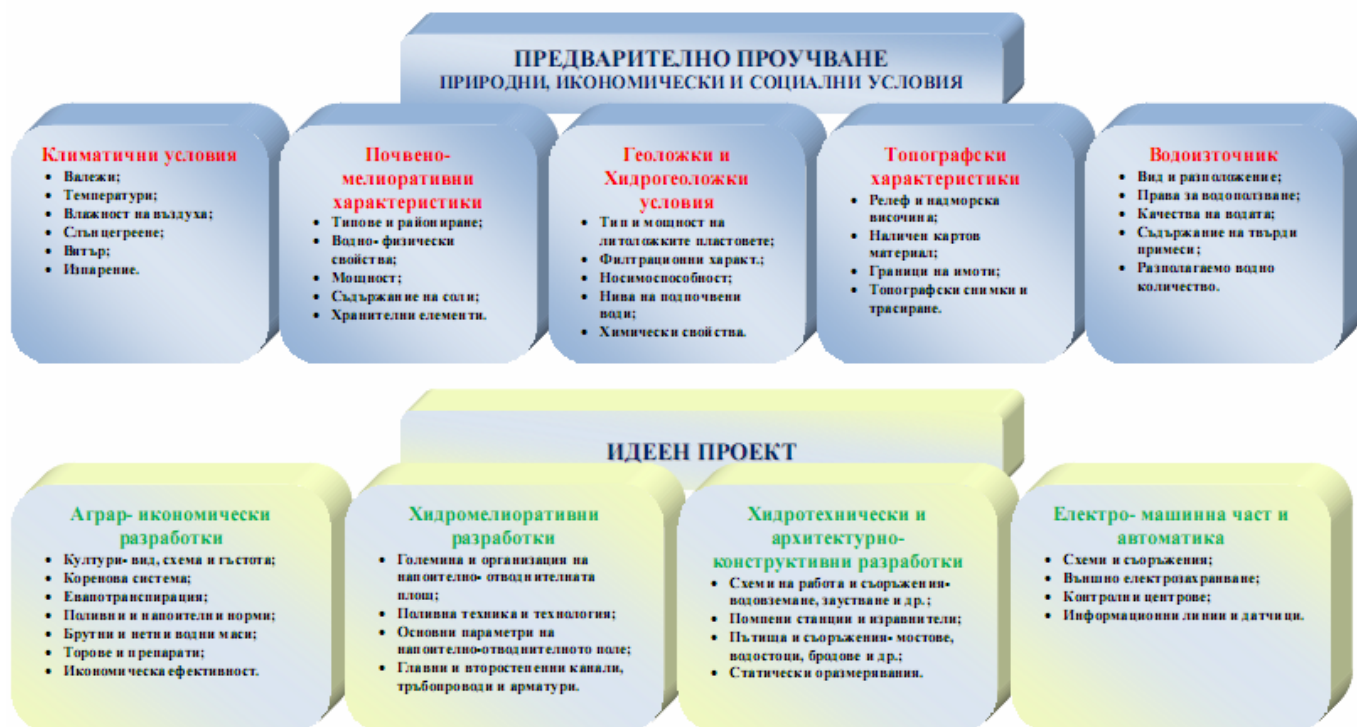 ПРЕДВАРИТЕЛНО ПРОУЧВАНЕ
ПРИРОДНИ, ИКОНОМИЧЕСКИ И СОЦИАЛНИ УСЛОВИЯ
Климатични условия
• Валежи;
• Температури;
• Влажност на въздуха;
• Слънцегреене;
• Вятър;
• Изпарение.
Почвено-
мелиоративни
характеристики
• Типове и райониране;
• Водно- физически
свойства;
• Мощност;
• Съдържание на соли;
• Хранителни елементи.
Геоложки и
Хидрогеоложки
условия
• Тип и мощност на
литоложките пластовете;
• Филтрационни характ.;
• Носимоспособност;
• Нива на подпочвени
води;
• Химически свойства.
Топографски
характеристики
• Релеф и надморска
височина;
• Наличен картов
материал;
• Граници на имоти;
• Топографски снимки и
трасиране.
Водоизточник
• Вид и разположение;
• Права за водоползване;
• Качества на водата;
• Съдържание на твърди
примеси;
• Разполагаемо водно
количество.
ИДЕЕН ПРОЕКТ
Аграр- икономически
разработки
• Култури- вид, схема и гъстота;
• Коренова система;
• Евапотранспирация;
• Поливни и напоителни норми;
• Брутни и нетни водни маси;
• Торове и препарати;
• Икономическа ефективност.
Хидромелиоративни
разработки
• Големина и организация на
напоително- отводнителната
площ;
• Поливна техника и технология;
• Основни параметри на
напоително-отводнителното поле;
• Главни и второстепенни канали,
тръбопроводи и арматури.
Хидротехнически и
архитектурно-
конструктивни разработки
• Схеми на работа и съоръжения-
водовземане, заустване и др.;
• Помпени станции и изравнители;
• Пътища и съоръжения- мостове,
водостоци, бродове и др.;
• Статически оразмерявания.
Електро- машинна част и
автоматика
• Схеми и съоръжения;
• Външно електрозахранване;
• Контролни центрове;
• Информационни линии и датчици.